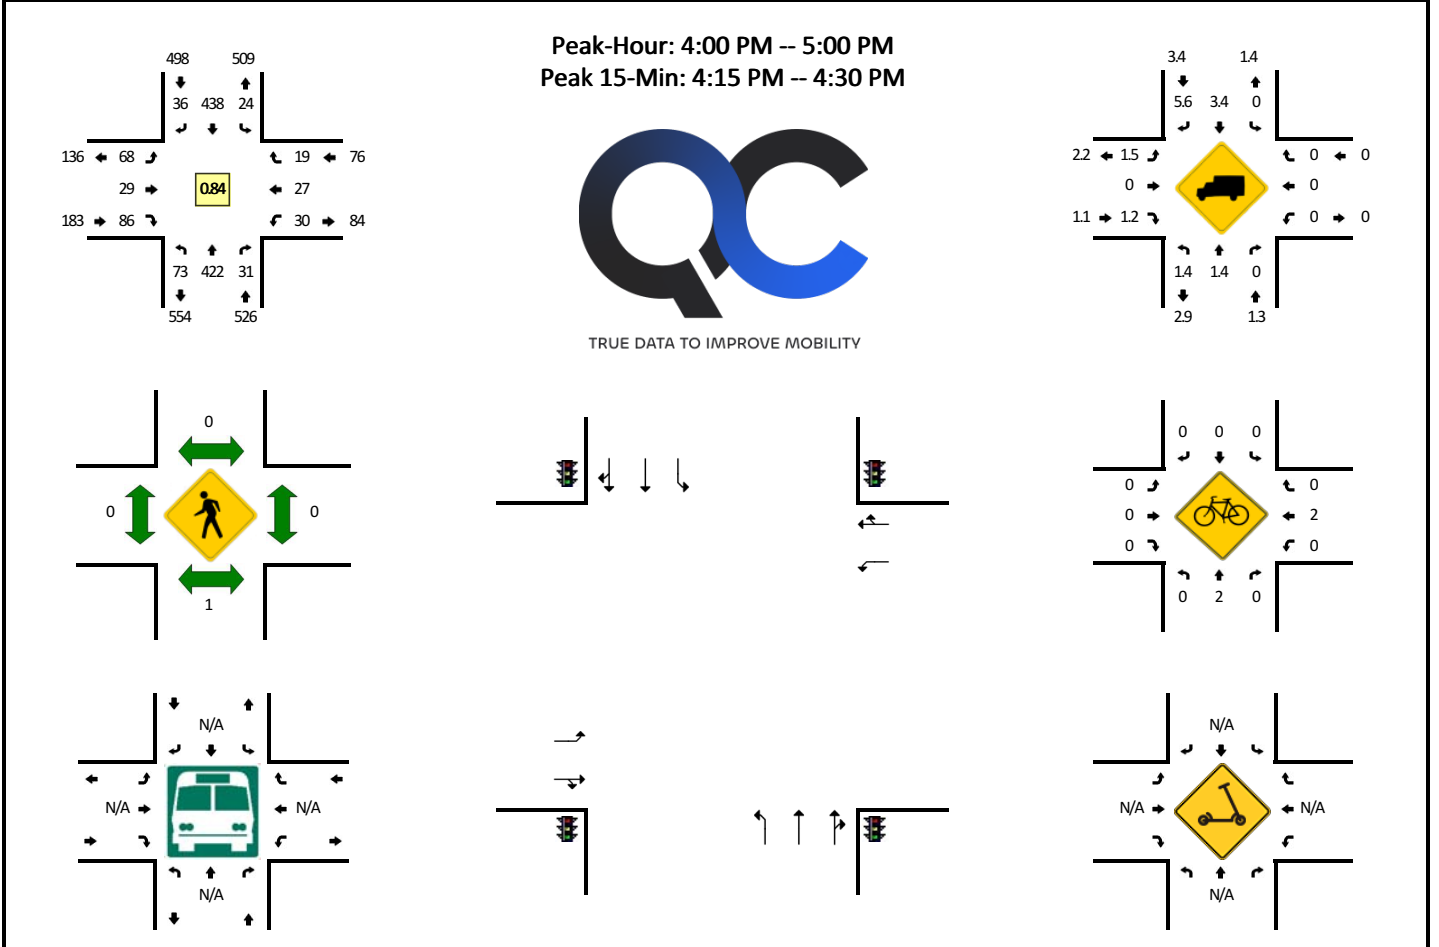 Peak-Hour: 4:00 PM -- 5:00 PM
Peak 15-Min: 4:15 PM -- 4:30 PM
498 509
36 438 24
136 68 19 76
29 0.84 27
183 86 30 84
73 422 31
554 526
QC
TRUE DATA TO IMPROVE MOBILITY
3.4 1.4
5.6 3.4 0
2.2 1.5 0 0
0 0
1.1 1.2 0 0
1.4 1.4 0
2.9 1.3
0
0 0
1
0 0 0
0 0
0 2
0 0
0 2 0
N/A
N/A N/A
N/A
N/A
N/A N/A
N/A